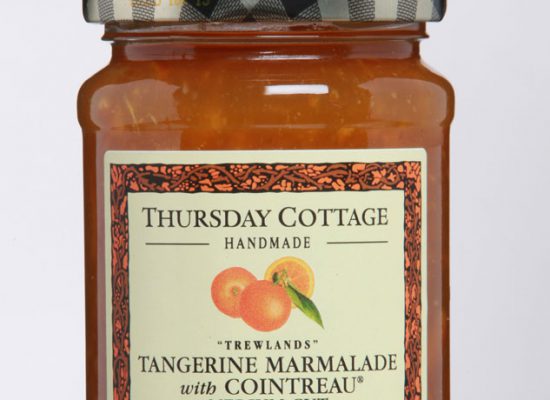 THURSDAY COTTAGE
HANDMADE
"TREWLANDS"
TANGERINE MARMALADE
with COINTREAU®